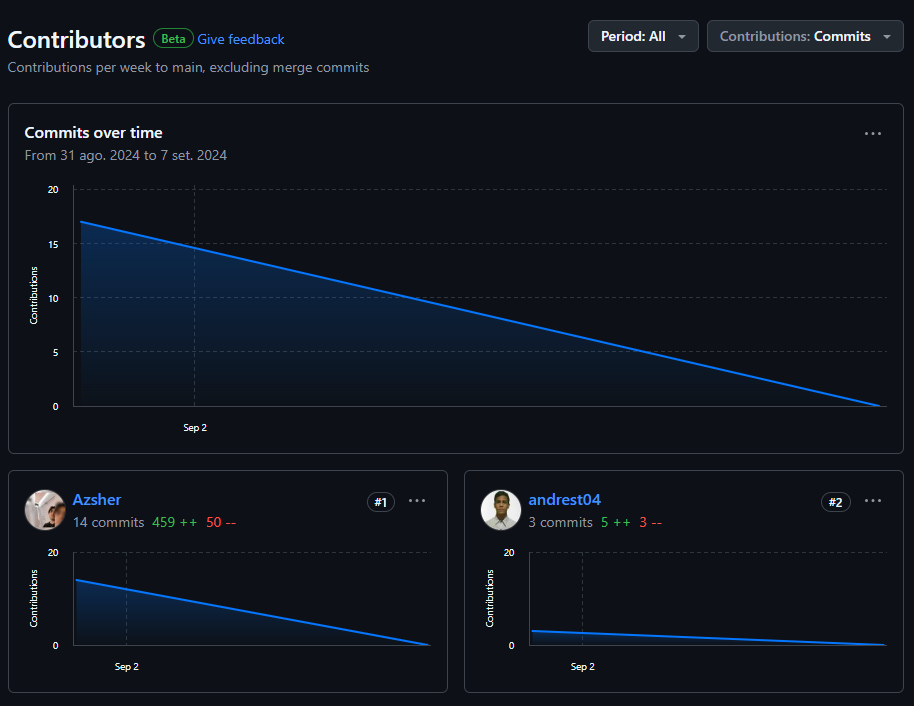 Contributors Beta Give feedback
Period: All
Contributions: Commits
Contributions per week to main, excluding merge commits
Commits over time
From 31 ago. 2024 to 7 set. 2024
20
15
10
5
0
Contributions
Sep 2
Azsher
#1
14 commits 459 ++ 50 --
20
0
Contributions
Sep 2
andrest04
#2
3 commits 5 ++ 3 --
20
0
Contributions
Sep 2